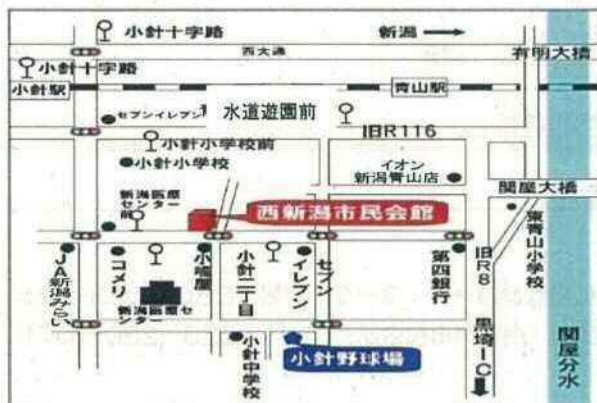 小針十字路
新潟
西大通
有明大橋
小針十字路
小針駅
青山駅
セブンイレブン
水道遊園前
旧R116
小針小学校前
小針小学校
イオン
新潟青山店
新潟医療
センター
前
関屋大橋
西新潟市民会館
東青山小学校
JA新潟みらい
コメリ
小嶋屋
小針二丁目
セブン
イレブン
第四銀行
旧R8
新潟医療セ
ンター
黒埼IC
関屋分水
小針野球場
小針中学校